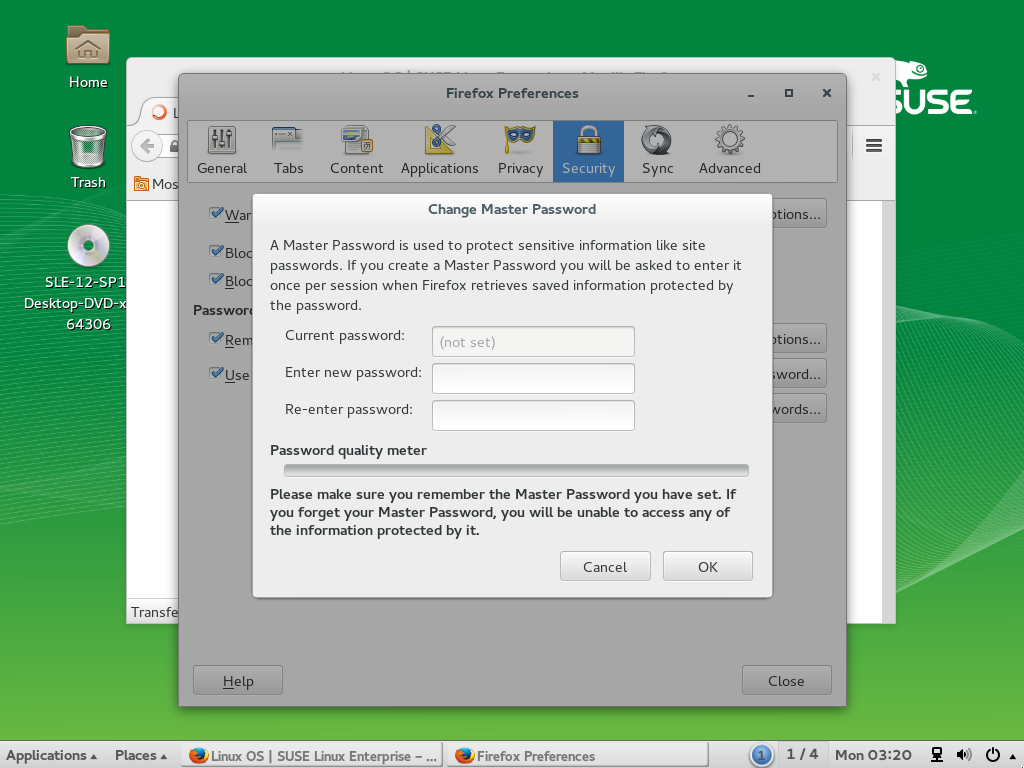 Home
Trash
SLE-12-SP1
Desktop-DVD-x
64306
SUSE
Firefox Preferences
General
Tabs
Content
Applications
Privacy
Security
Sync
Advanced
Mos
Change Master Password
A Master Password is used to protect sensitive information like site
passwords. If you create a Master Password you will be asked to enter it
once per session when Firefox retrieves saved information protected by
the password.
Current password:
(not set)
Enter new password:
Re-enter password:
Password quality meter
Please make sure you remember the Master Password you have set. If
you forget your Master Password, you will be unable to access any of
the information protected by it.
Cancel
OK
War
Bloc
Bloc
Password
Rem
Use
ptions...
ptions...
sword...
words...
Transfe
Help
Close
Applications
Places
Linux OS | SUSE Linux Enterprise – ...
Firefox Preferences
1
1 / 4
Mon 03:20